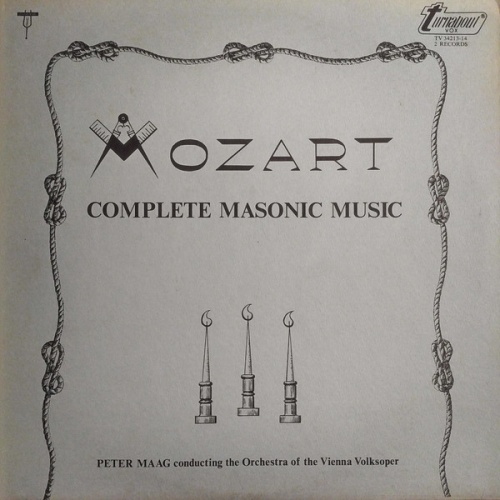 Turnabout
VOX
TV 34213-14
2 RECORDS
MOZART
COMPLETE MASONIC MUSIC
PETER MAAG conducting the Orchestra of the Vienna Volksoper